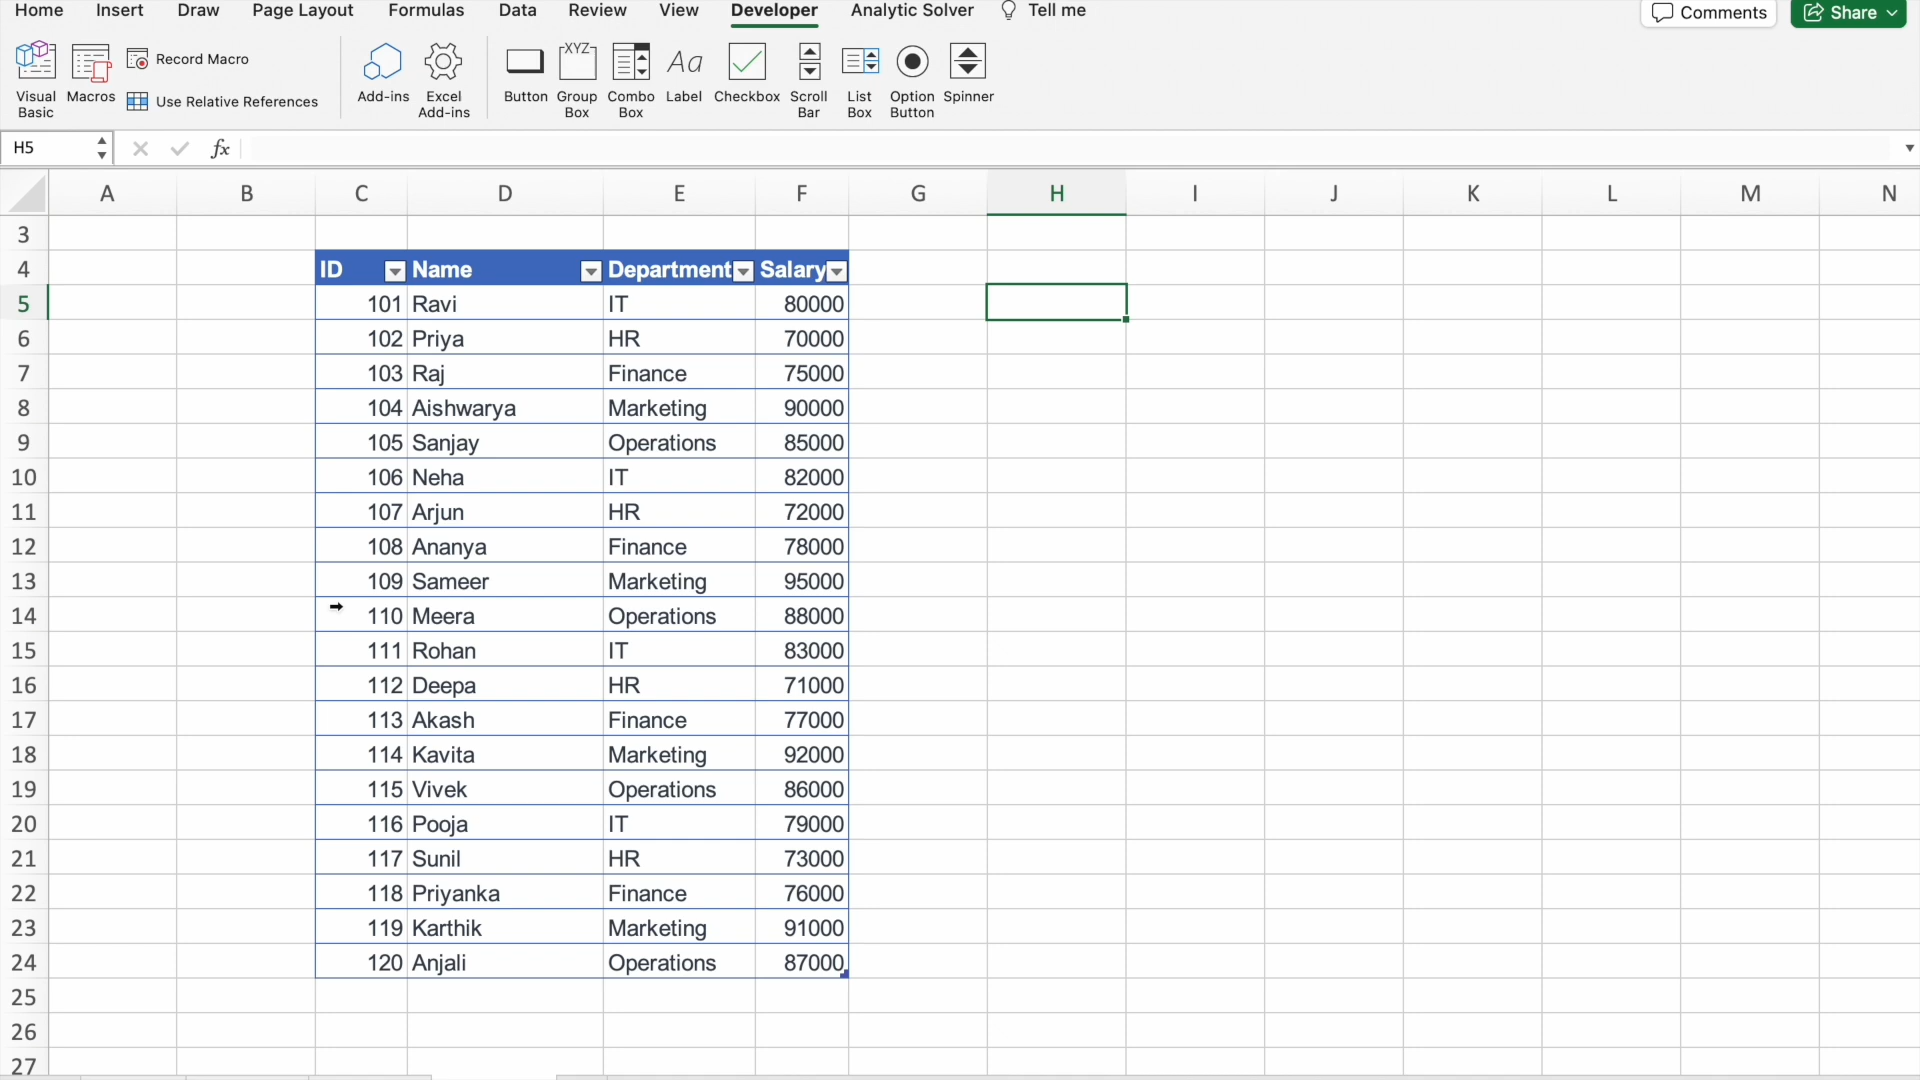 Home Insert Draw Page Layout Formulas Data Review View Developer Analytic Solver Tell me Comments Share
Visual Basic
Macros
Record Macro
Use Relative References
Add-ins
Excel Add-ins
Button
XYZ
Group Box
Combo Box
Aa
Label
Checkbox
Scroll Bar
List Box
Option Button
Spinner
H5 fx
A B C D E F G H I J K L M N
3
4 ID Name Department Salary
5 101 Ravi IT 80000
6 102 Priya HR 70000
7 103 Raj Finance 75000
8 104 Aishwarya Marketing 90000
9 105 Sanjay Operations 85000
10 106 Neha IT 82000
11 107 Arjun HR 72000
12 108 Ananya Finance 78000
13 109 Sameer Marketing 95000
14 110 Meera Operations 88000
15 111 Rohan IT 83000
16 112 Deepa HR 71000
17 113 Akash Finance 77000
18 114 Kavita Marketing 92000
19 115 Vivek Operations 86000
20 116 Pooja IT 79000
21 117 Sunil HR 73000
22 118 Priyanka Finance 76000
23 119 Karthik Marketing 91000
24 120 Anjali Operations 87000
25
26
27